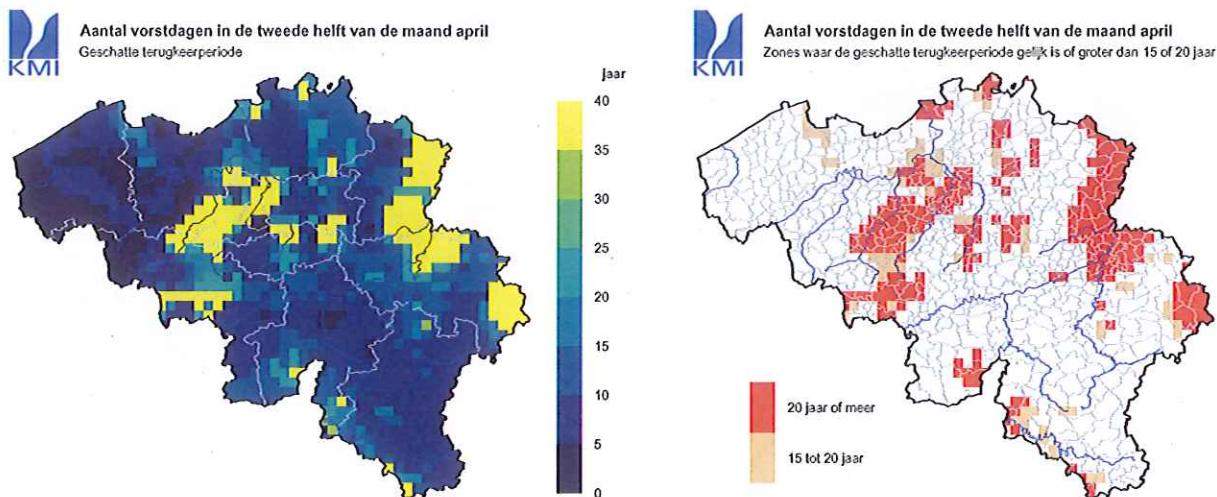 KMI
Aantal vorstdagen in de tweede helft van de maand april
Geschatte terugkeerperiode
jaar
40
35
30
25
20
15
10
5
0
KMI
Aantal vorstdagen in de tweede helft van de maand april
Zones waar de geschatte terugkeerperiode gelijk is of groter dan 15 of 20 jaar
20 jaar of meer
15 tot 20 jaar